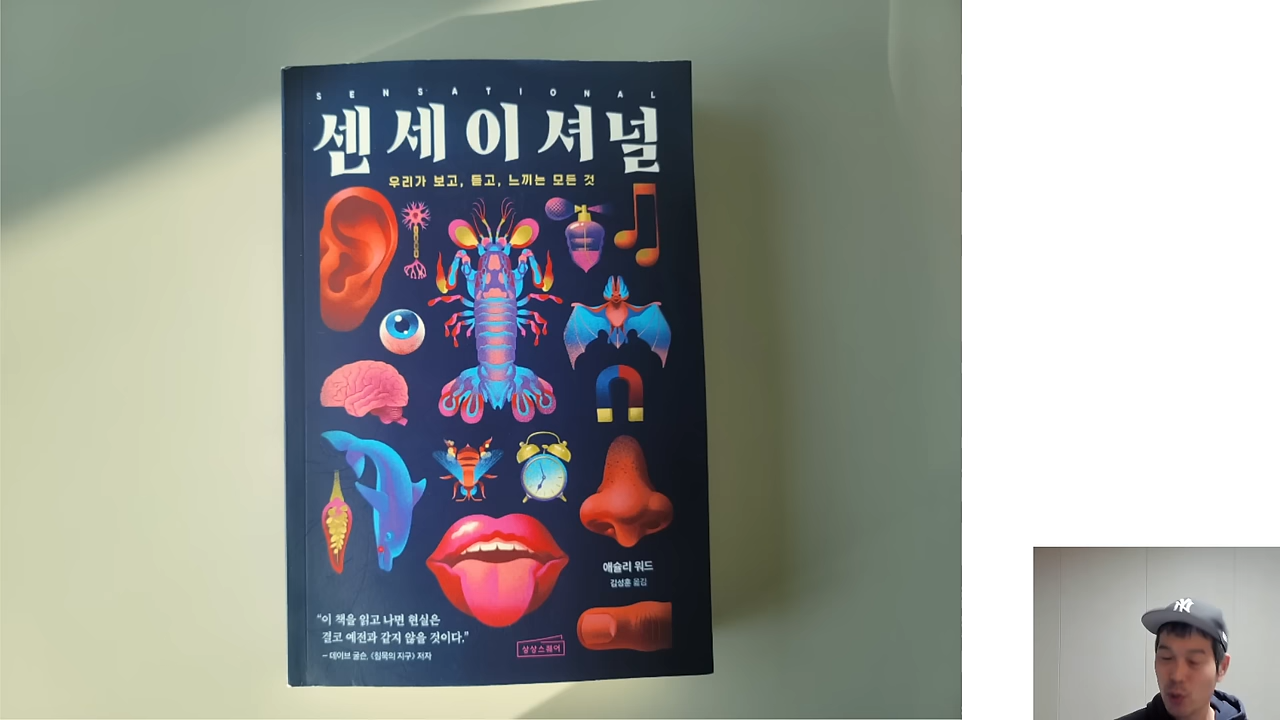 SENSATIONAL
센세이셔널
우리가 보고, 듣고, 느끼는 모든 것
애슐리 워드
김성훈 옮김
“이 책을 읽고 나면 현실은
결코 예전과 같지 않을 것이다.”
– 데이브 굴슨, 《침묵의 지구》 저자
상상스퀘어
NY